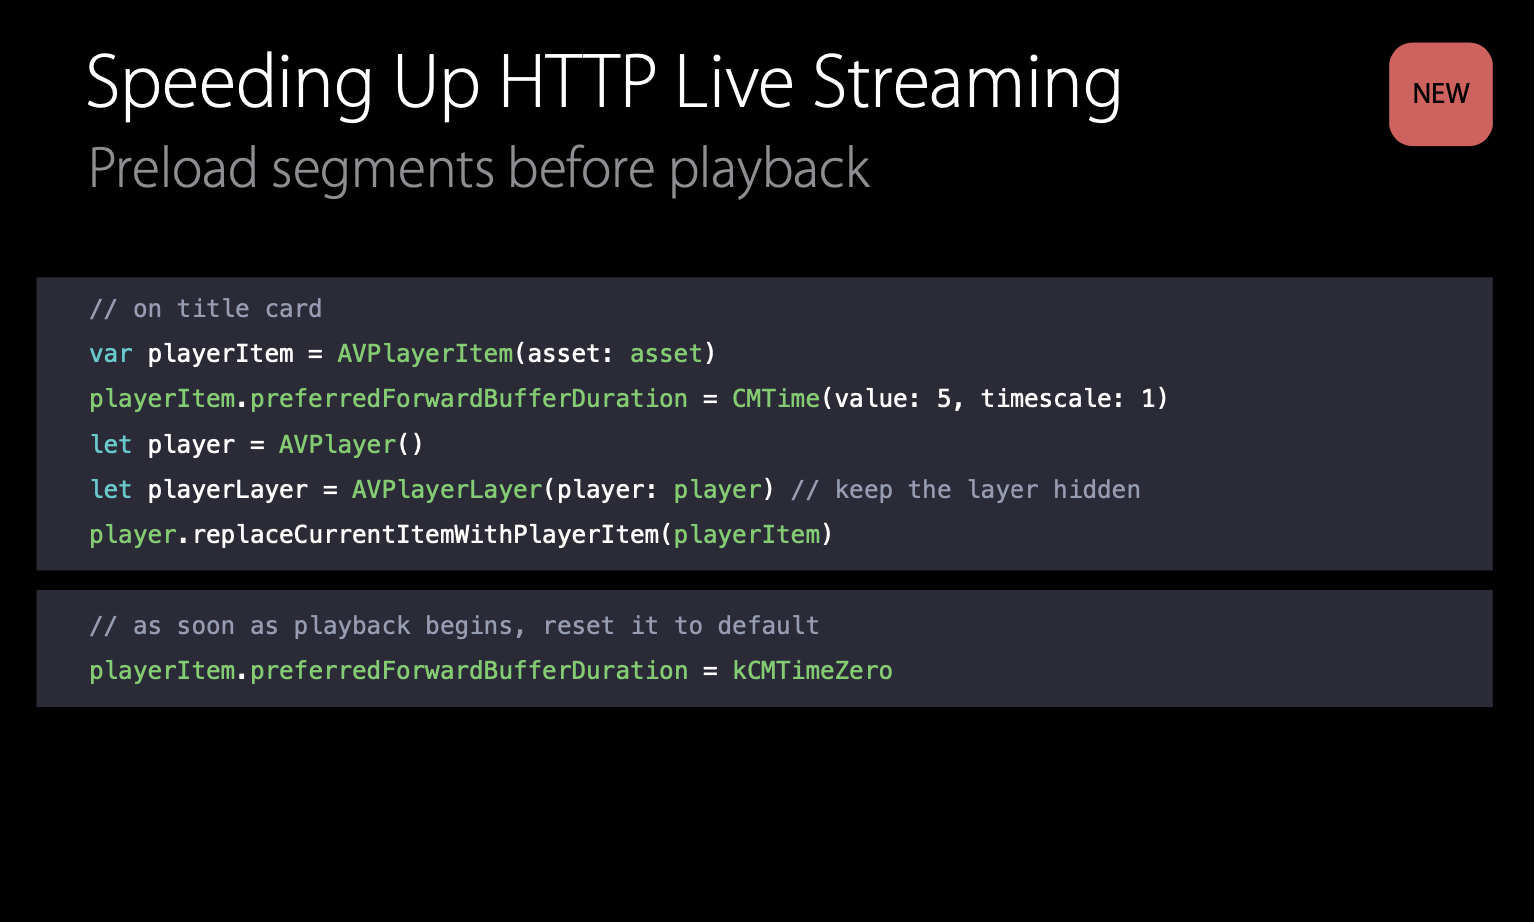 Speeding Up HTTP Live Streaming
NEW
Preload segments before playback
// on title card
var playerItem = AVPlayerItem(asset: asset)
playerItem.preferredForwardBufferDuration = CMTime(value: 5, timescale: 1)
let player = AVPlayer()
let playerLayer = AVPlayerLayer(player: player) // keep the layer hidden
player.replaceCurrentItemWithPlayerItem(playerItem)
// as soon as playback begins, reset it to default
playerItem.preferredForwardBufferDuration = kCMTimeZero